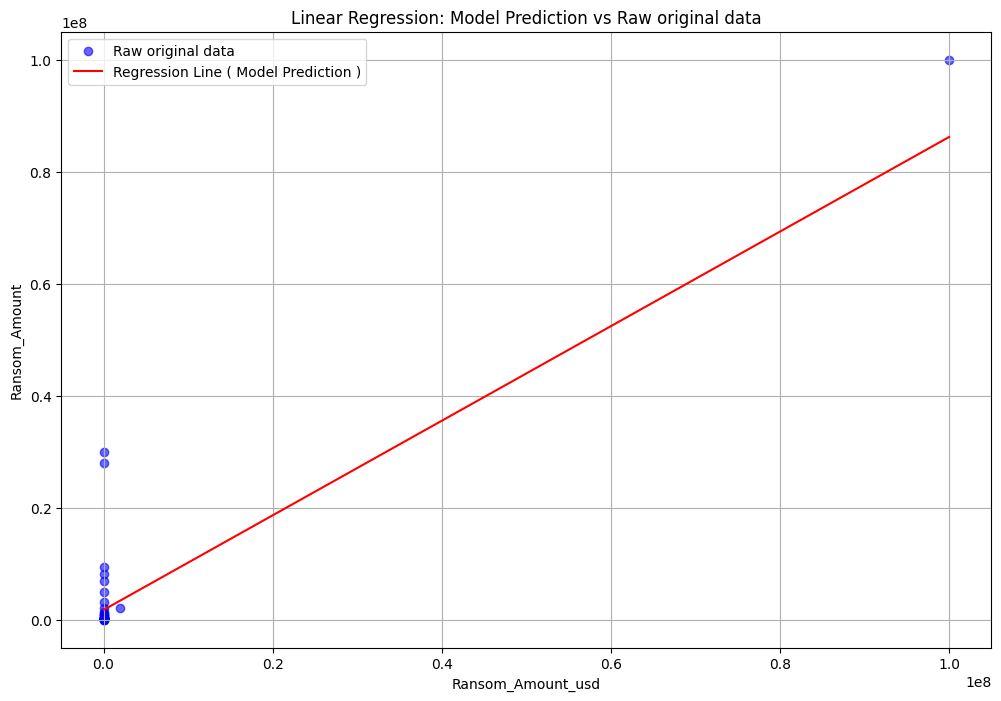 Linear Regression: Model Prediction vs Raw original data
1e8
Raw original data
Regression Line ( Model Prediction )
1.0
0.8
0.6
0.4
0.2
0.0
Ransom_Amount
0.0 0.2 0.4 0.6 0.8 1.0
1e8
Ransom_Amount_usd